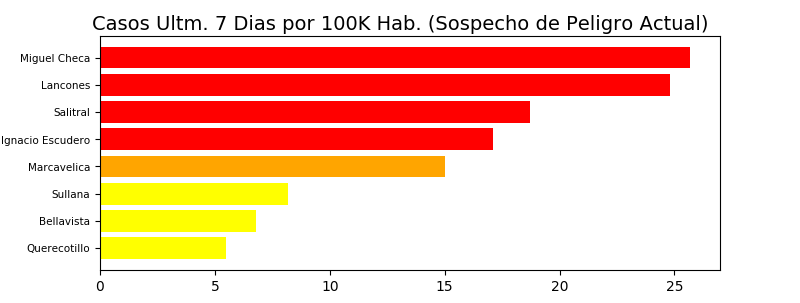 Casos Ultm. 7 Dias por 100K Hab. (Sospecho de Peligro Actual)
Miguel Checa
Lancones
Salitral
Ignacio Escudero
Marcavelica
Sullana
Bellavista
Querecotillo
0 5 10 15 20 25